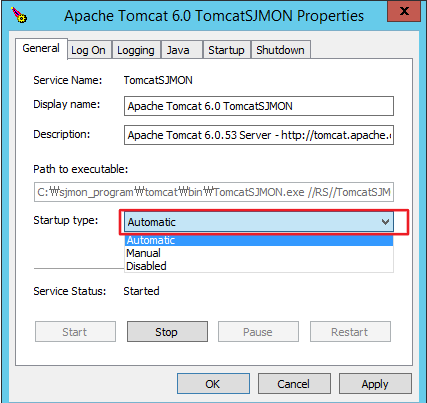 Apache Tomcat 6.0 TomcatSJMON Properties
General Log On Logging Java Startup Shutdown
Service Name: TomcatSJMON
Display name: Apache Tomcat 6.0 TomcatSJMON
Description: Apache Tomcat 6.0.53 Server - http://tomcat.apache.
Path to executable:
C:₩sjmon_program₩tomcat₩bin₩TomcatSJMON.exe //RS//TomcatSJM
Startup type: Automatic
Automatic
Manual
Disabled
Service Status: Started
Start Stop Pause Restart
OK Cancel Apply